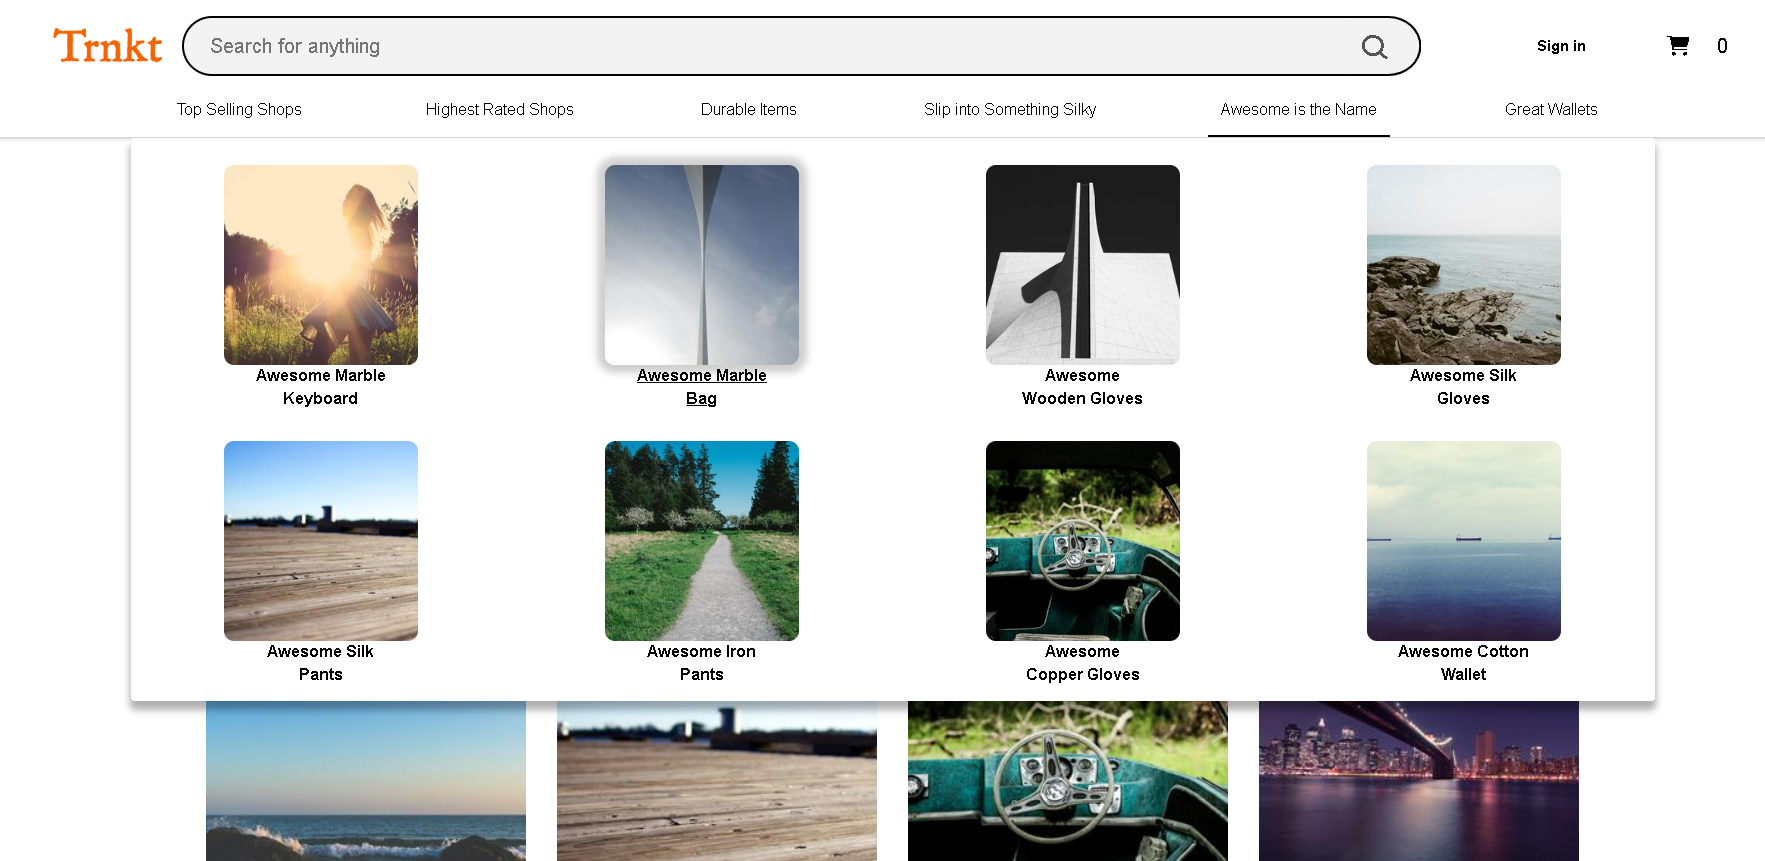 Trnkt
Search for anything
Sign in
0
Top Selling Shops
Highest Rated Shops
Durable Items
Slip into Something Silky
Awesome is the Name
Great Wallets
Awesome Marble
Keyboard
Awesome Marble
Bag
Awesome
Wooden Gloves
Awesome Silk
Gloves
Awesome Silk
Pants
Awesome Iron
Pants
Awesome
Copper Gloves
Awesome Cotton
Wallet